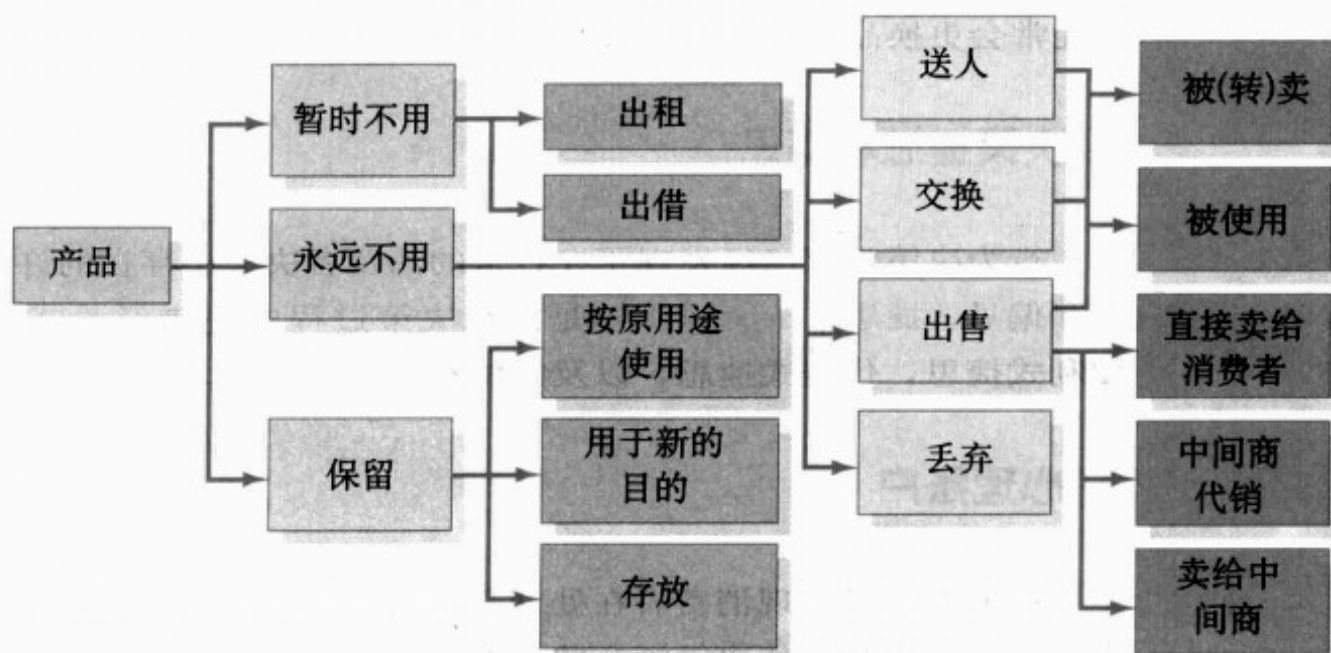 产品
暂时不用
永远不用
保留
出租
出借
按原用途
使用
用于新的
目的
存放
送人
交换
出售
丢弃
被(转)卖
被使用
直接卖给
消费者
中间商
代销
卖给中
间商